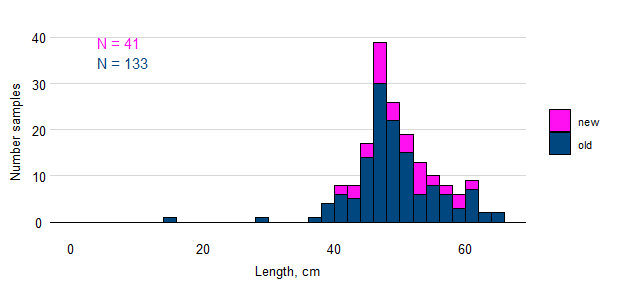 N = 41
N = 133
40
30
20
10
0
Number samples
0 20 40 60
Length, cm
new
old